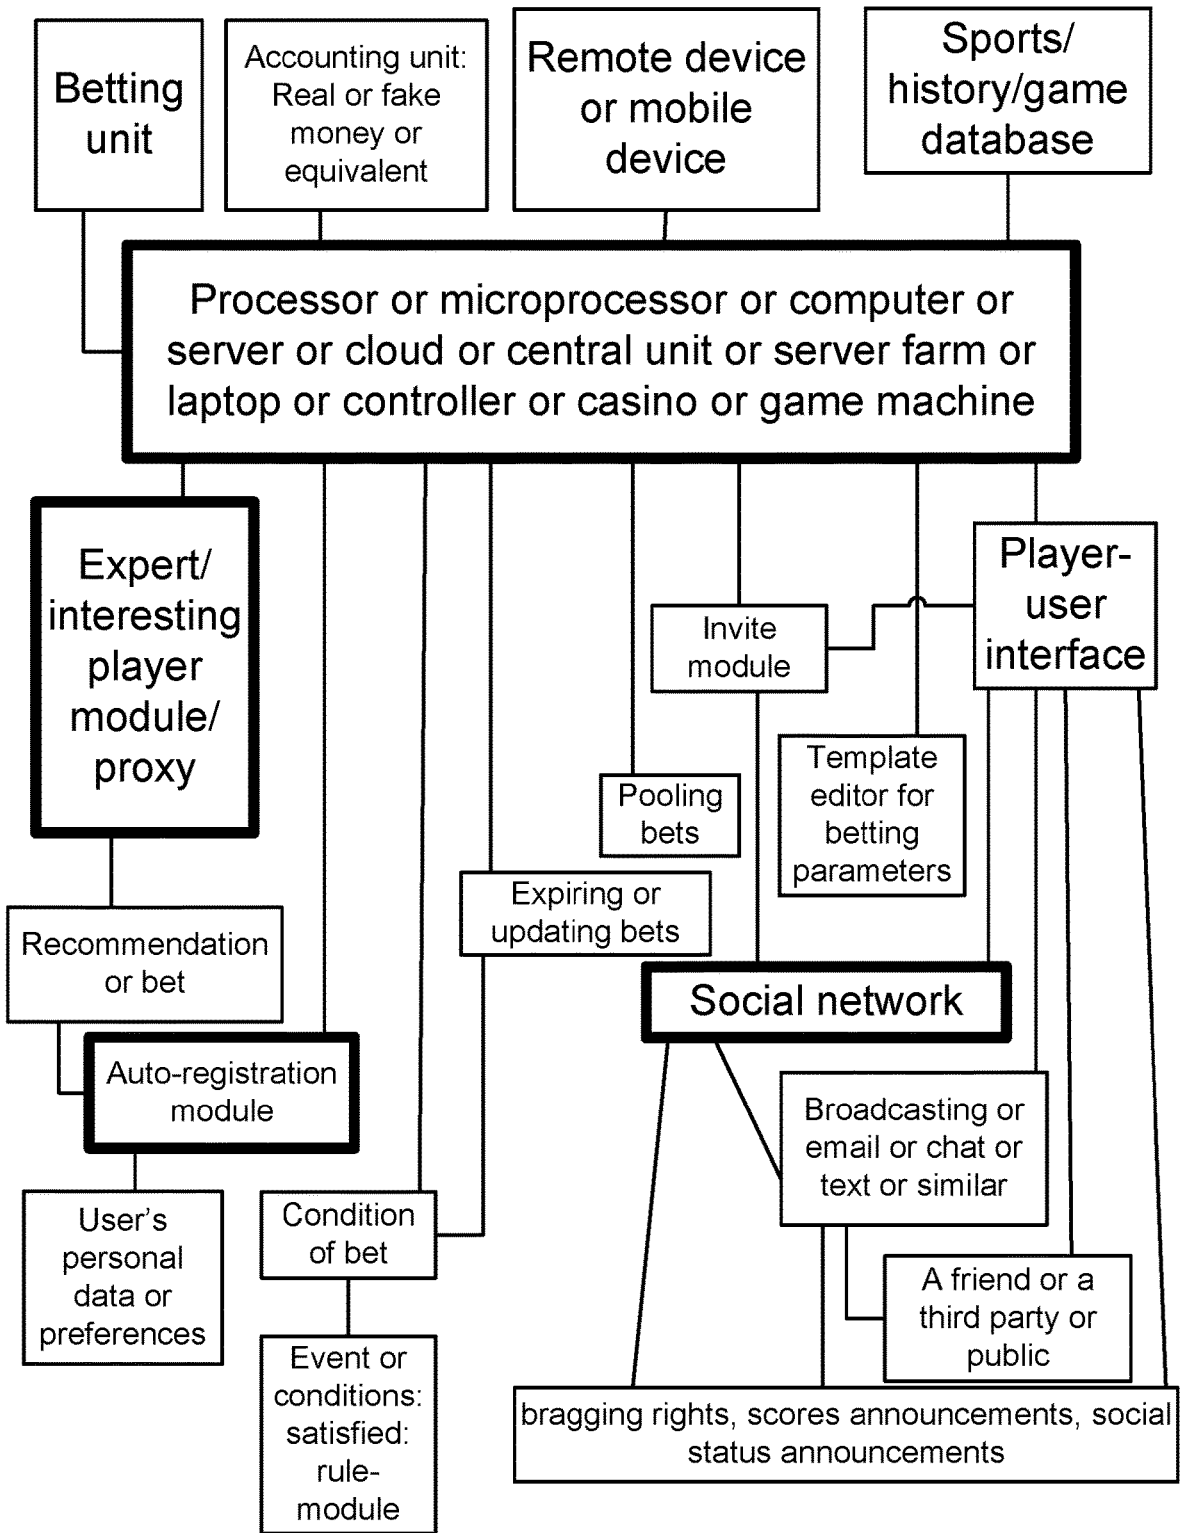 Betting
unit
Accounting unit:
Real or fake
money or
equivalent
Remote device
or mobile
device
Sports/
history/game
database
Processor or microprocessor or computer or
server or cloud or central unit or server farm or
laptop or controller or casino or game machine
Expert/
interesting
player
module/
proxy
Player-
user
interface
Invite
module
Template
editor for
betting
parameters
Pooling
bets
Expiring or
updating bets
Recommendation
or bet
Social network
Auto-registration
module
Broadcasting or
email or chat or
text or similar
User's
personal
data or
preferences
Condition
of bet
A friend or a
third party or
public
Event or
conditions:
satisfied:
rule-
module
bragging rights, scores announcements, social
status announcements